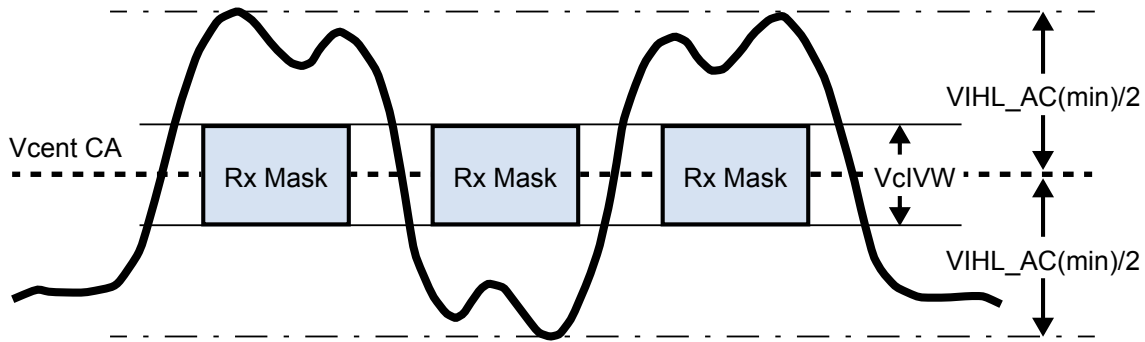 VIHL_AC(min)/2
Vcent CA
Rx Mask Rx Mask Rx Mask VcIVW
VIHL_AC(min)/2